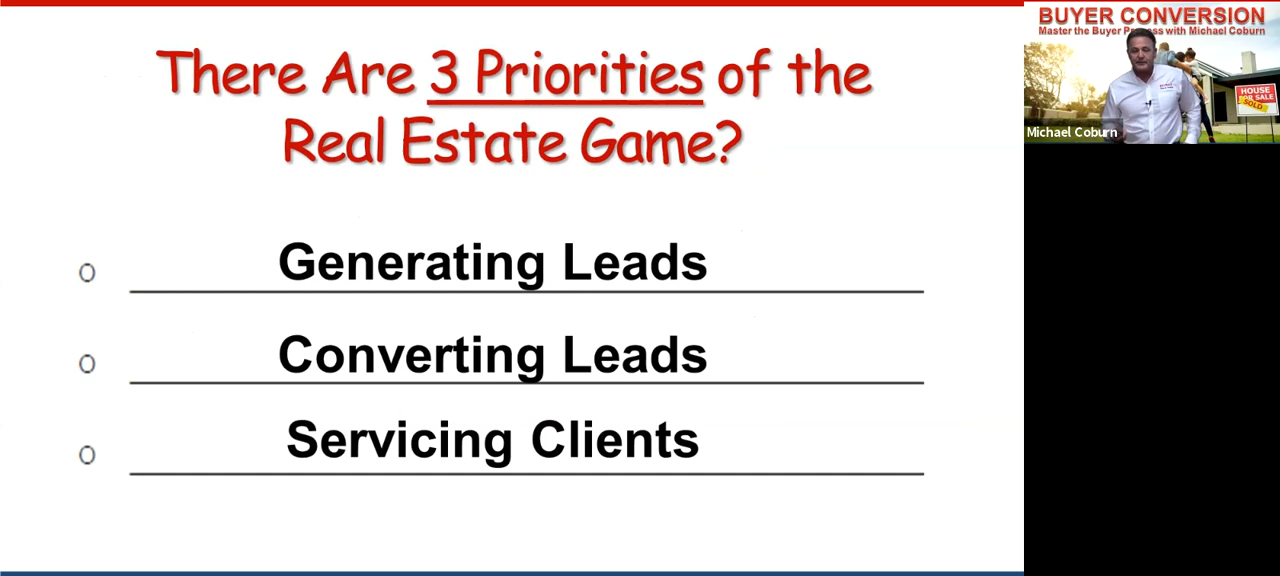 There Are 3 Priorities of the
Real Estate Game?
o Generating Leads
o Converting Leads
o Servicing Clients
BUYER CONVERSION
Master the Buyer Process with Michael Coburn
HOUSE
FOR SALE
SOLD
Michael Coburn